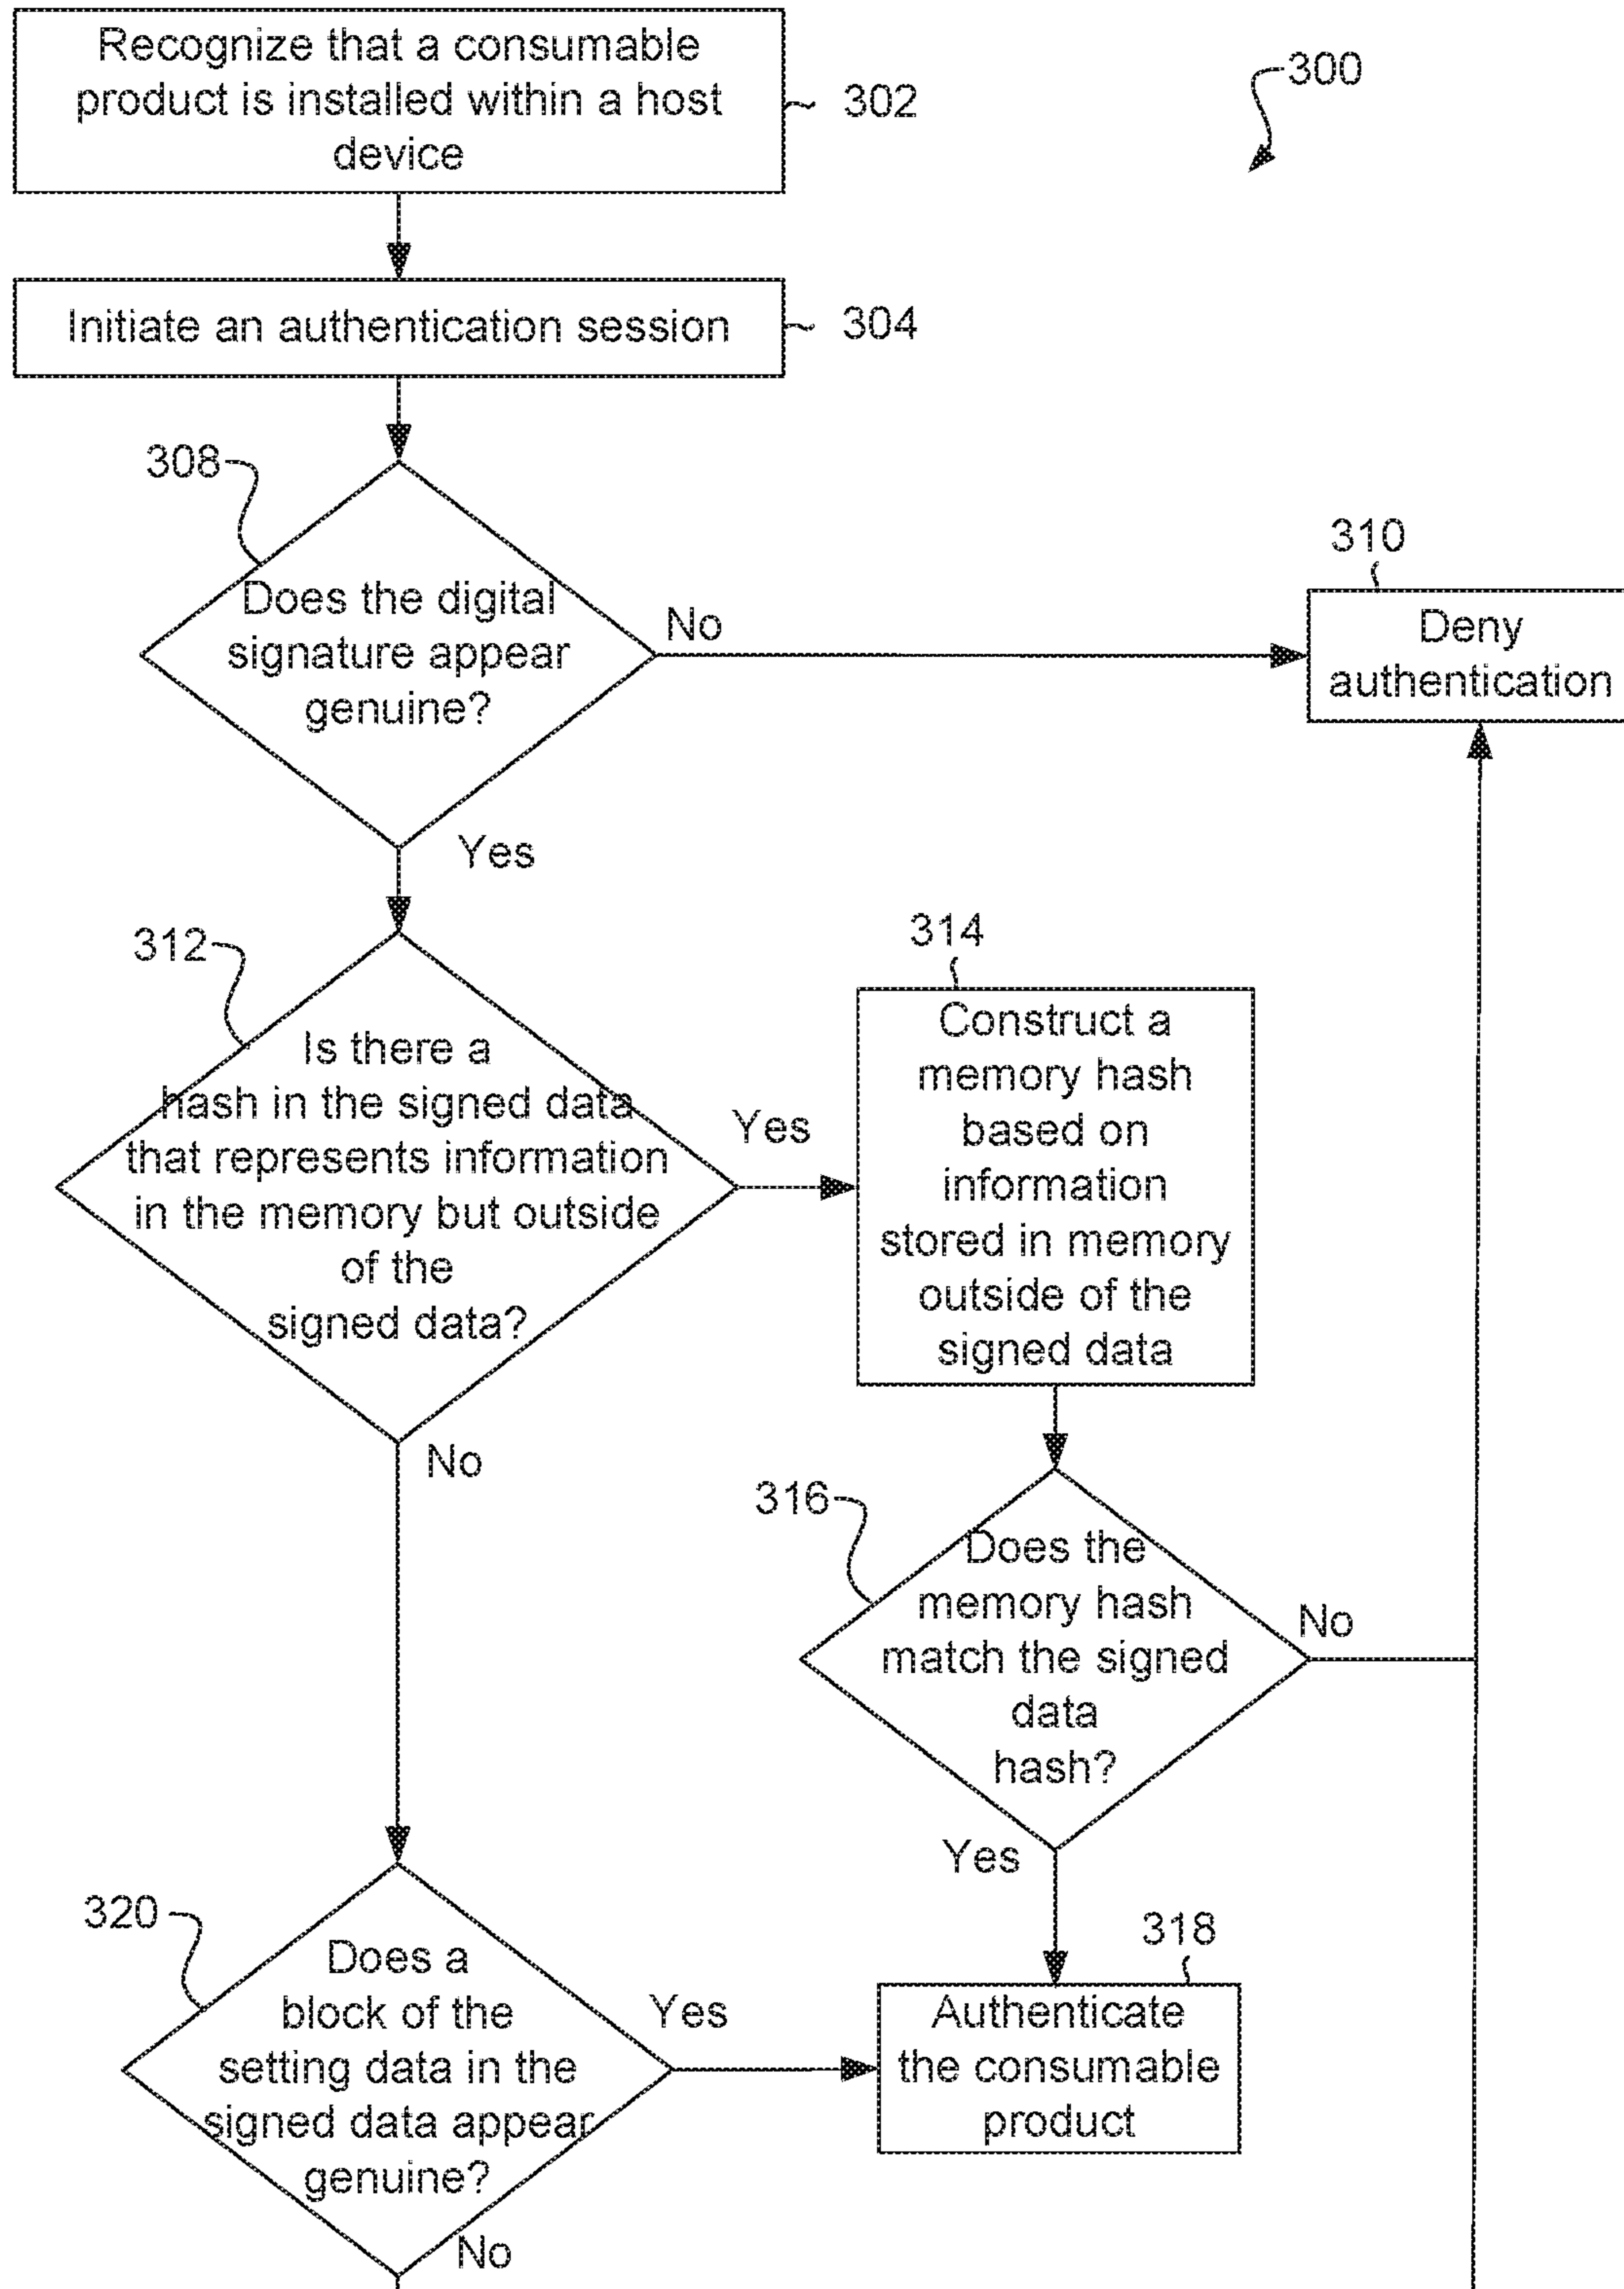 Recognize that a consumable
product is installed within a host
device
302
300
Initiate an authentication session
304
308
Does the digital
signature appear
genuine?
No
Yes
310
Deny
authentication
312
Is there a
hash in the signed data
that represents information
in the memory but outside
of the
signed data?
Yes
No
314
Construct a
memory hash
based on
information
stored in memory
outside of the
signed data
316
Does the
memory hash
match the signed
data
hash?
No
Yes
320
Does a
block of the
setting data in the
signed data appear
genuine?
Yes
No
318
Authenticate
the consumable
product